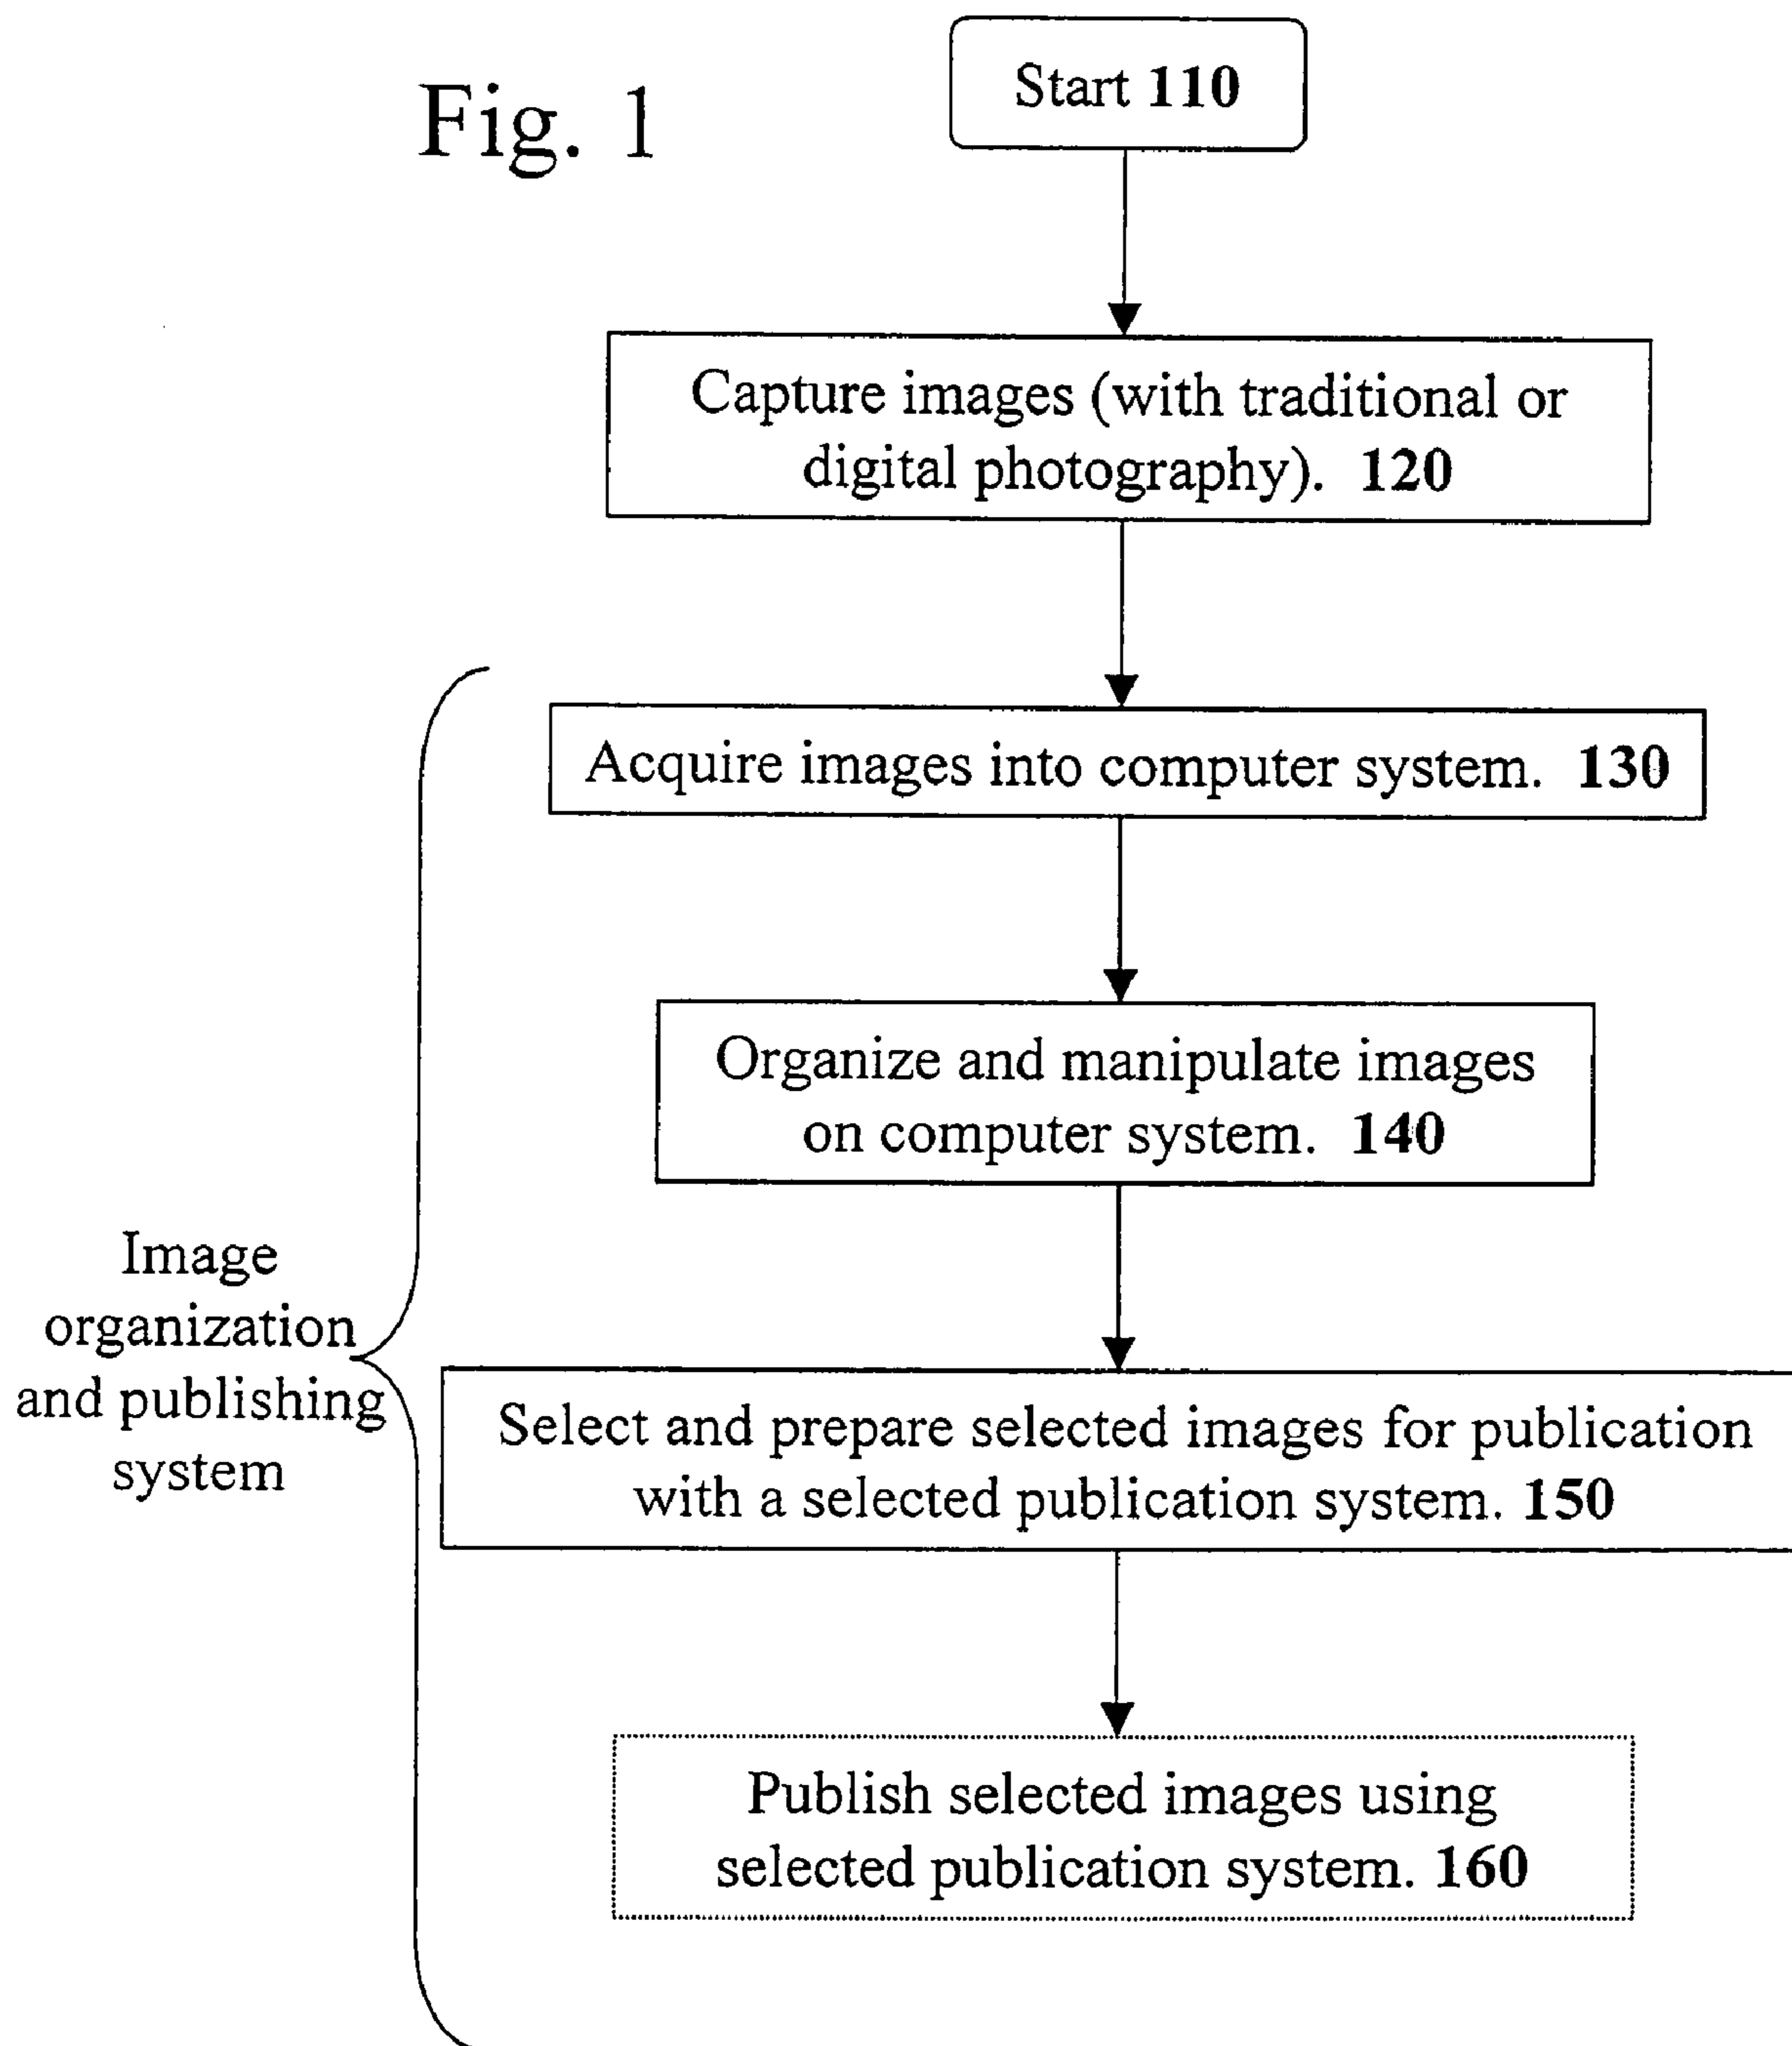 Fig. 1
Start 110
Capture images (with traditional or
digital photography). 120
Acquire images into computer system. 130
Organize and manipulate images
on computer system. 140
Image
organization
and publishing
system
Select and prepare selected images for publication
with a selected publication system. 150
Publish selected images using
selected publication system. 160